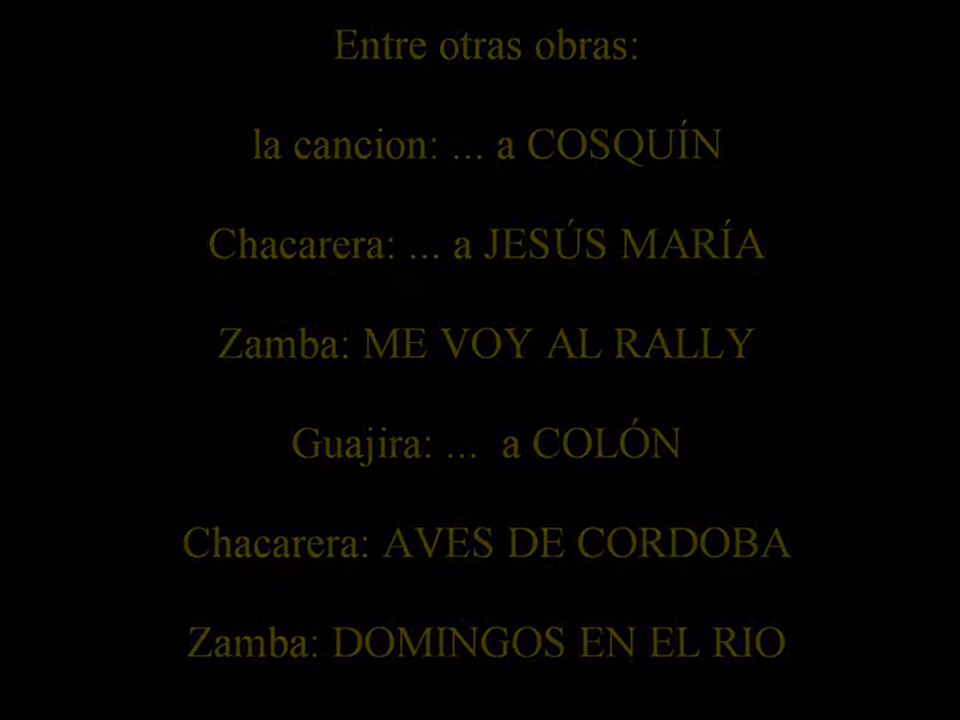 Entre otras obras:
la cancion: ... a COSQUÍN
Chacarera: ... a JESÚS MARÍA
Zamba: ME VOY AL RALLY
Guajira: ...  a COLÓN
Chacarera: AVES DE CORDOBA
Zamba: DOMINGOS EN EL RIO